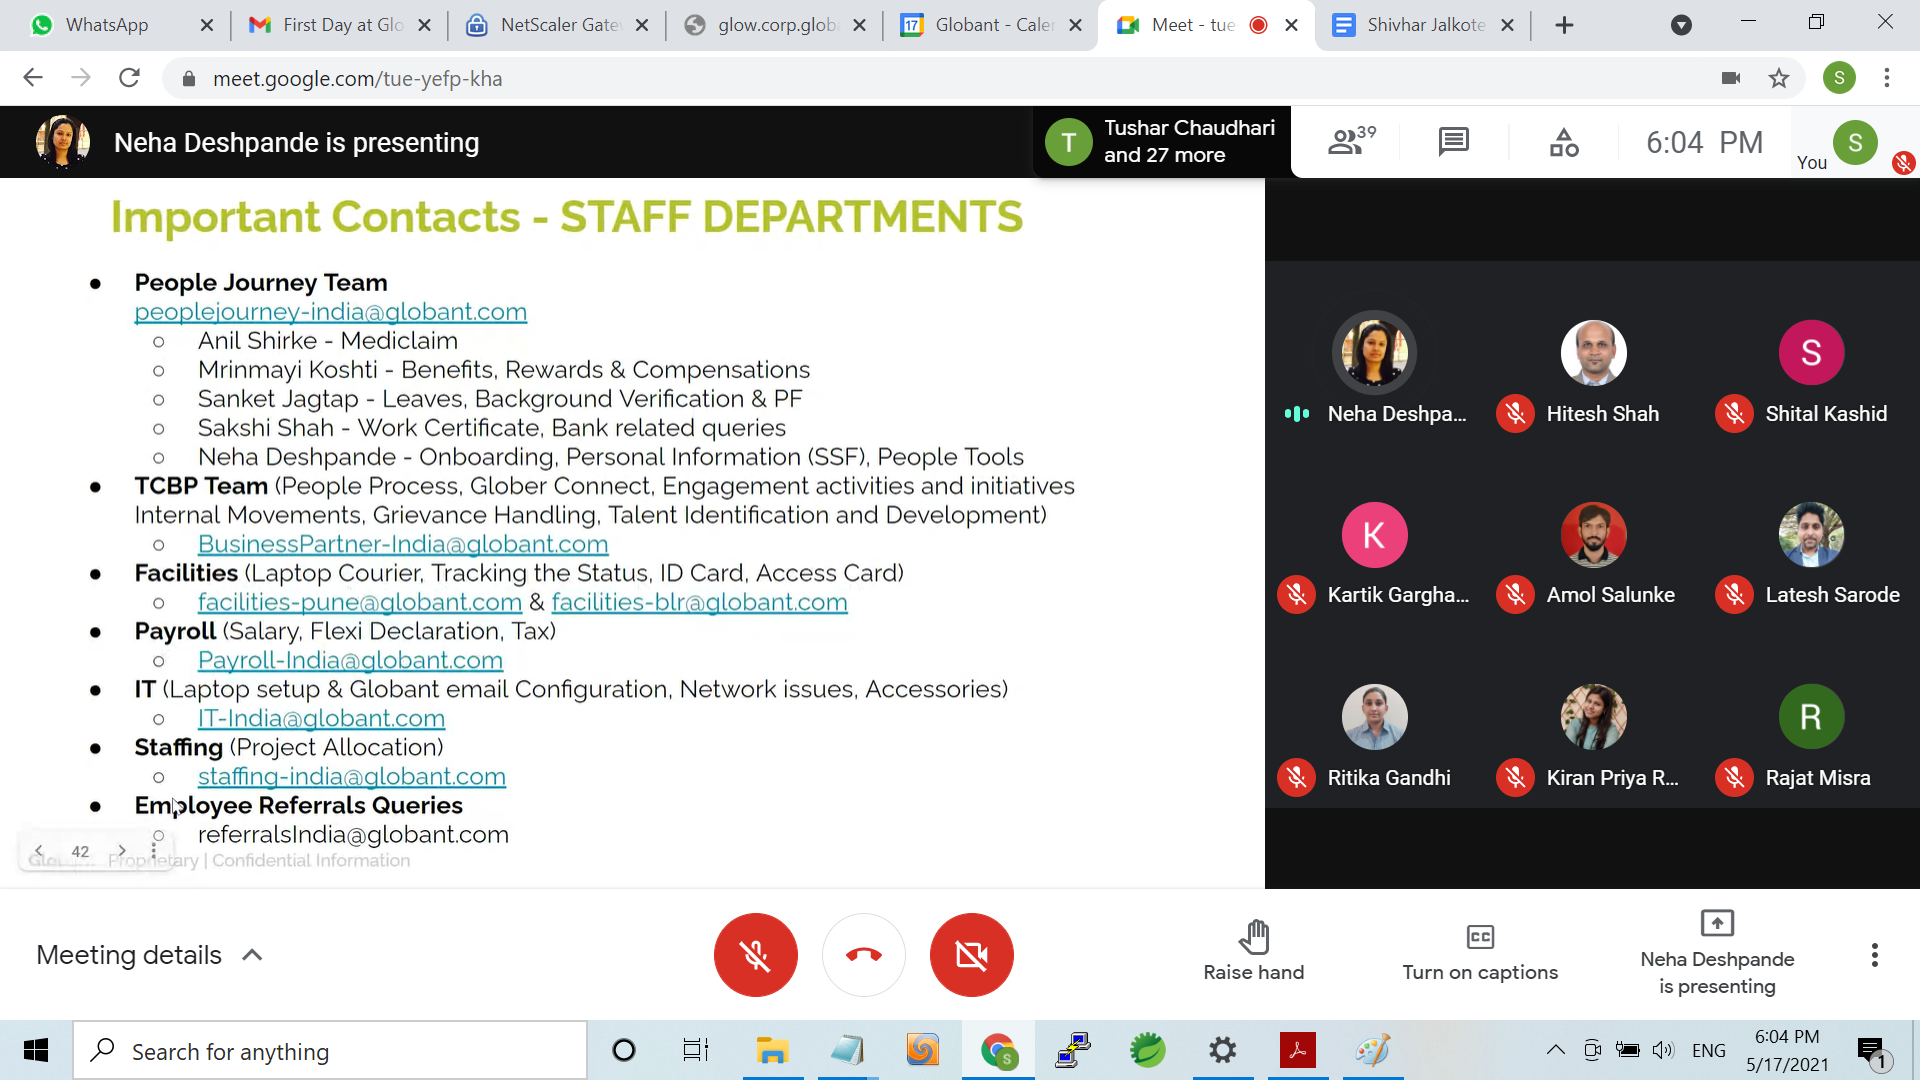 WhatsApp
First Day at Glo
NetScaler Gate
glow.corp.glob
17
Globant - Caler
Meet - tue
Shivhar Jalkote
meet.google.com/tue-yefp-kha
S
Neha Deshpande is presenting
T
Tushar Chaudhari
and 27 more
39
6:04 PM
You
S
Important Contacts - STAFF DEPARTMENTS
● People Journey Team
peoplejourney-india@globant.com
○ Anil Shirke - Mediclaim
○ Mrinmayi Koshti - Benefits, Rewards & Compensations
○ Sanket Jagtap - Leaves, Background Verification & PF
○ Sakshi Shah - Work Certificate, Bank related queries
○ Neha Deshpande - Onboarding, Personal Information (SSF), People Tools
● TCBP Team (People Process, Glober Connect, Engagement activities and initiatives
Internal Movements, Grievance Handling, Talent Identification and Development)
○ BusinessPartner-India@globant.com
● Facilities (Laptop Courier, Tracking the Status, ID Card, Access Card)
○ facilities-pune@globant.com & facilities-blr@globant.com
● Payroll (Salary, Flexi Declaration, Tax)
○ Payroll-India@globant.com
● IT (Laptop setup & Globant email Configuration, Network issues, Accessories)
○ IT-India@globant.com
● Staffing (Project Allocation)
○ staffing-india@globant.com
● Employee Referrals Queries
○ referralsIndia@globant.com
42
Proprietary | Confidential Information
Neha Deshpa...
Hitesh Shah
S
Shital Kashid
K
Kartik Gargha...
Amol Salunke
Latesh Sarode
Ritika Gandhi
Kiran Priya R...
R
Rajat Misra
Meeting details
Raise hand
CC
Turn on captions
Neha Deshpande
is presenting
Search for anything
S
ENG
6:04 PM
5/17/2021
1